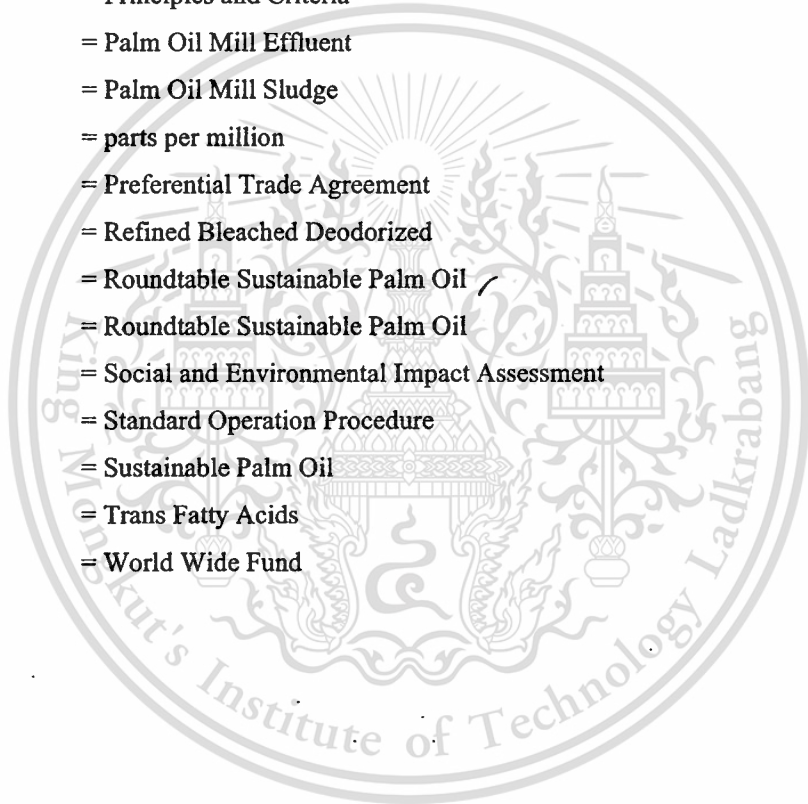 Principles and Criteria
= Palm Oil Mill Effluent
= Palm Oil Mill Sludge
= parts per million
= Preferential Trade Agreement
= Refined Bleached Deodorized
= Roundtable Sustainable Palm Oil
= Roundtable Sustainable Palm Oil
= Social and Environmental Impact Assessment
= Standard Operation Procedure
= Sustainable Palm Oil
= Trans Fatty Acids
= World Wide Fund
King Mongkut's Institute of Technology Ladkrabang